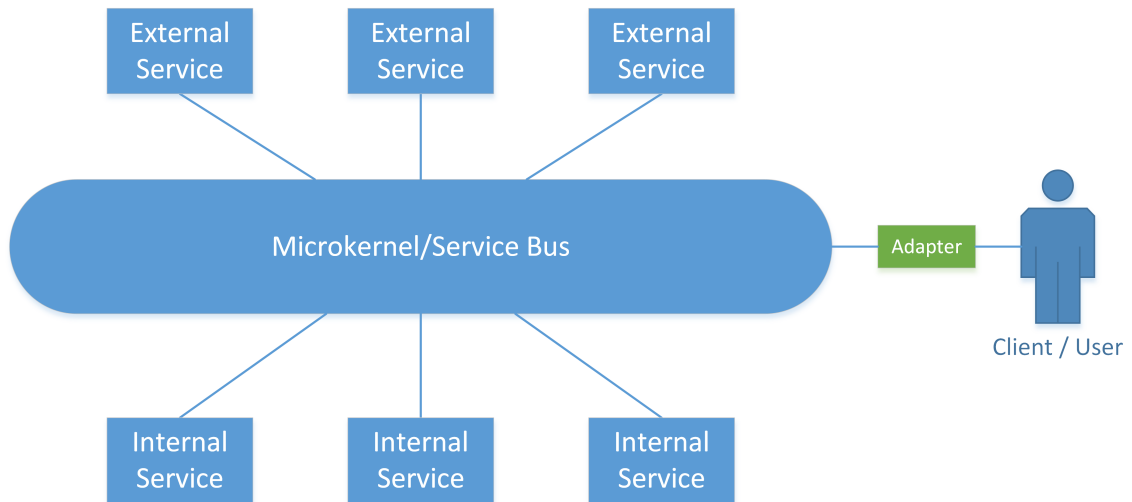 External
Service
External
Service
External
Service
Microkernel/Service Bus
Adapter
Client / User
Internal
Service
Internal
Service
Internal
Service